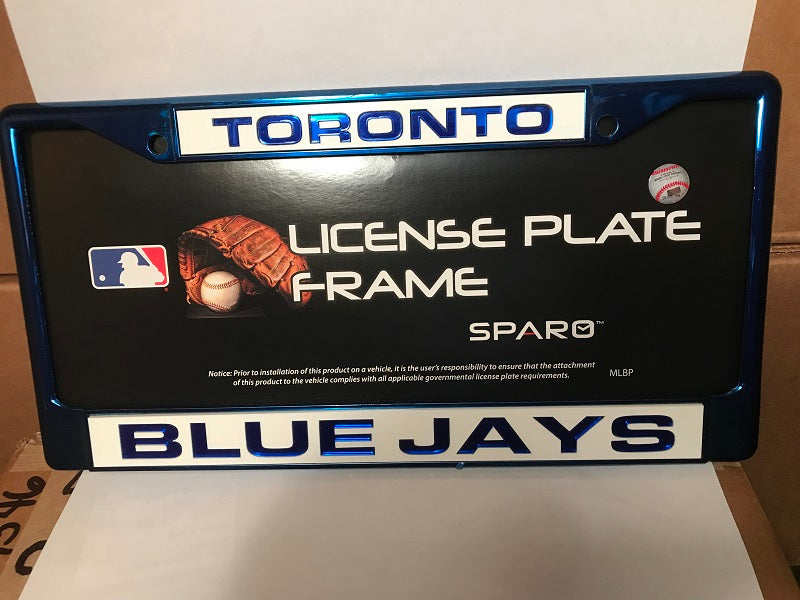 TORONTO
LICENSE PLATE
FRAME
SPARO™
Notice: Prior to installation of this product on a vehicle, it is the user's responsibility to ensure that the attachment
of this product to the vehicle complies with all applicable governmental license plate requirements.
MLBP
BLUE JAYS